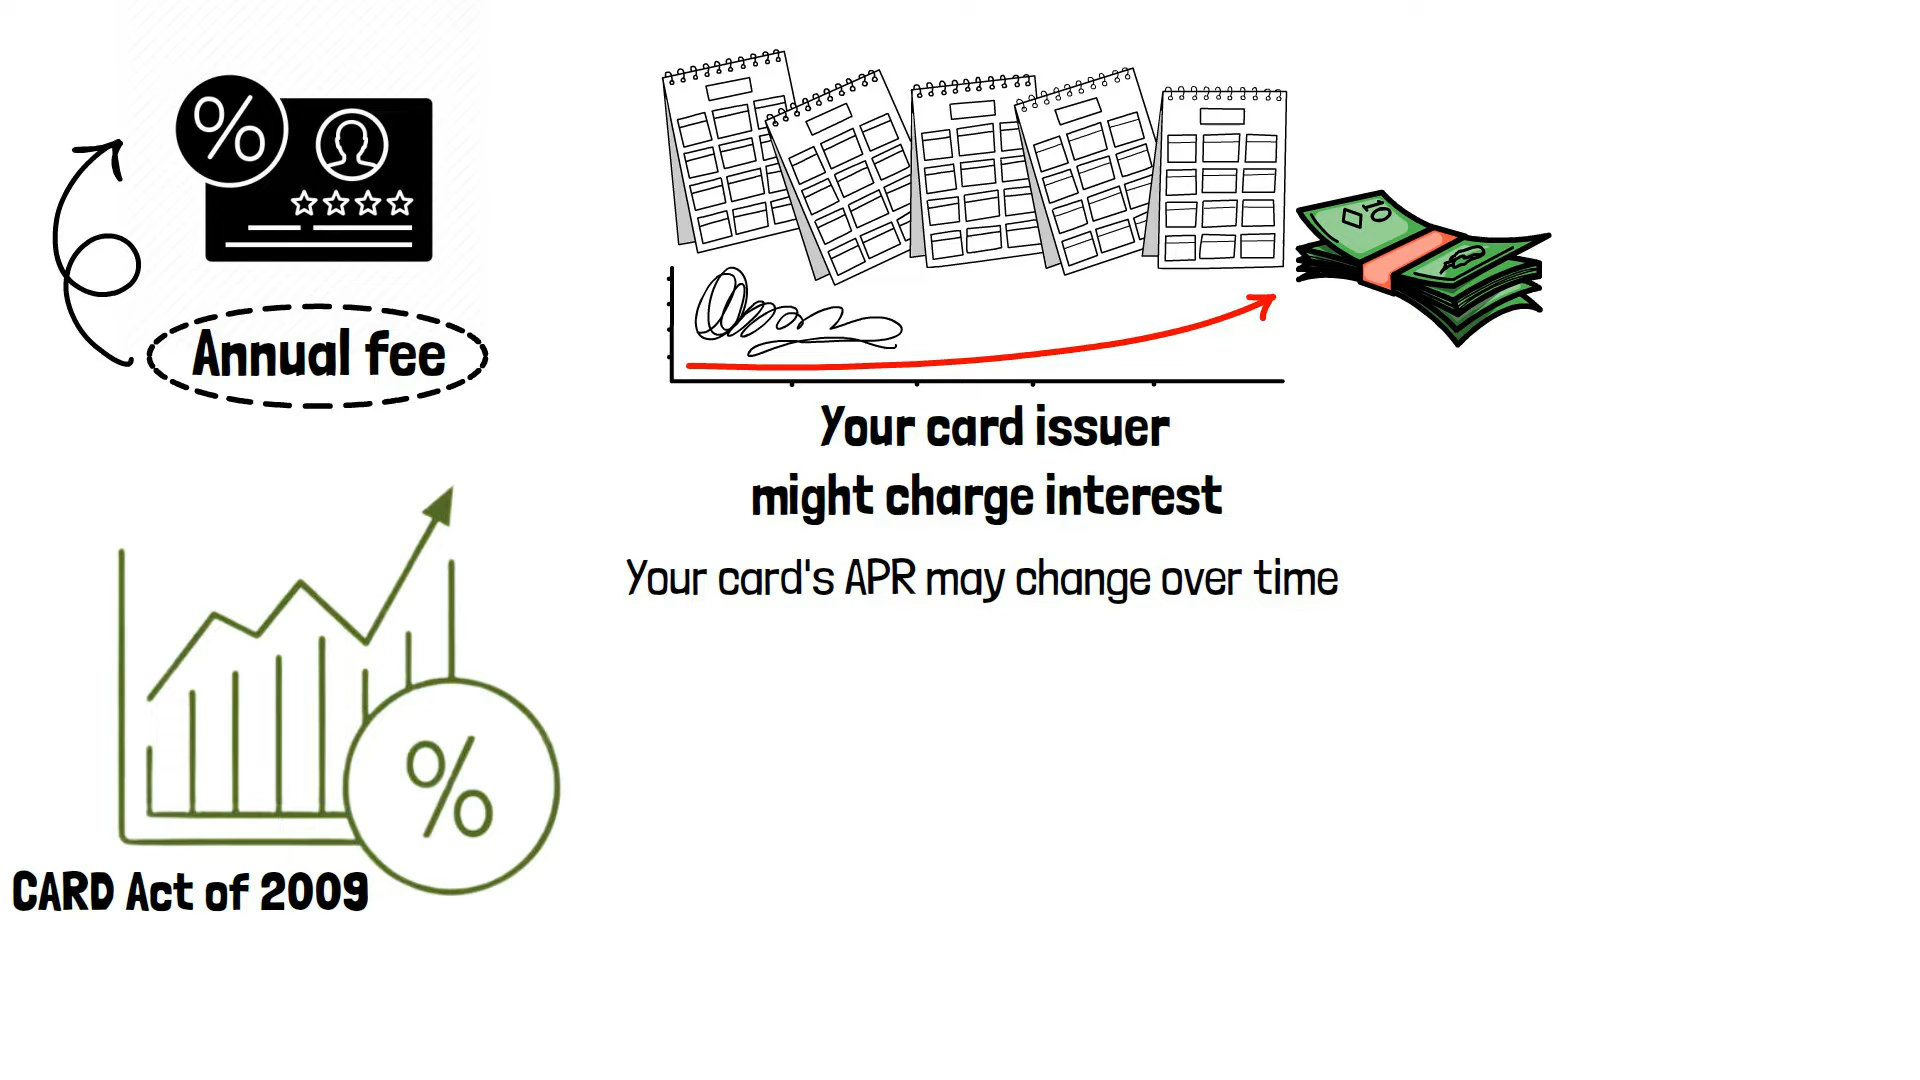 %
Annual fee
10
Your card issuer
might charge interest
Your card's APR may change over time
%
CARD Act of 2009